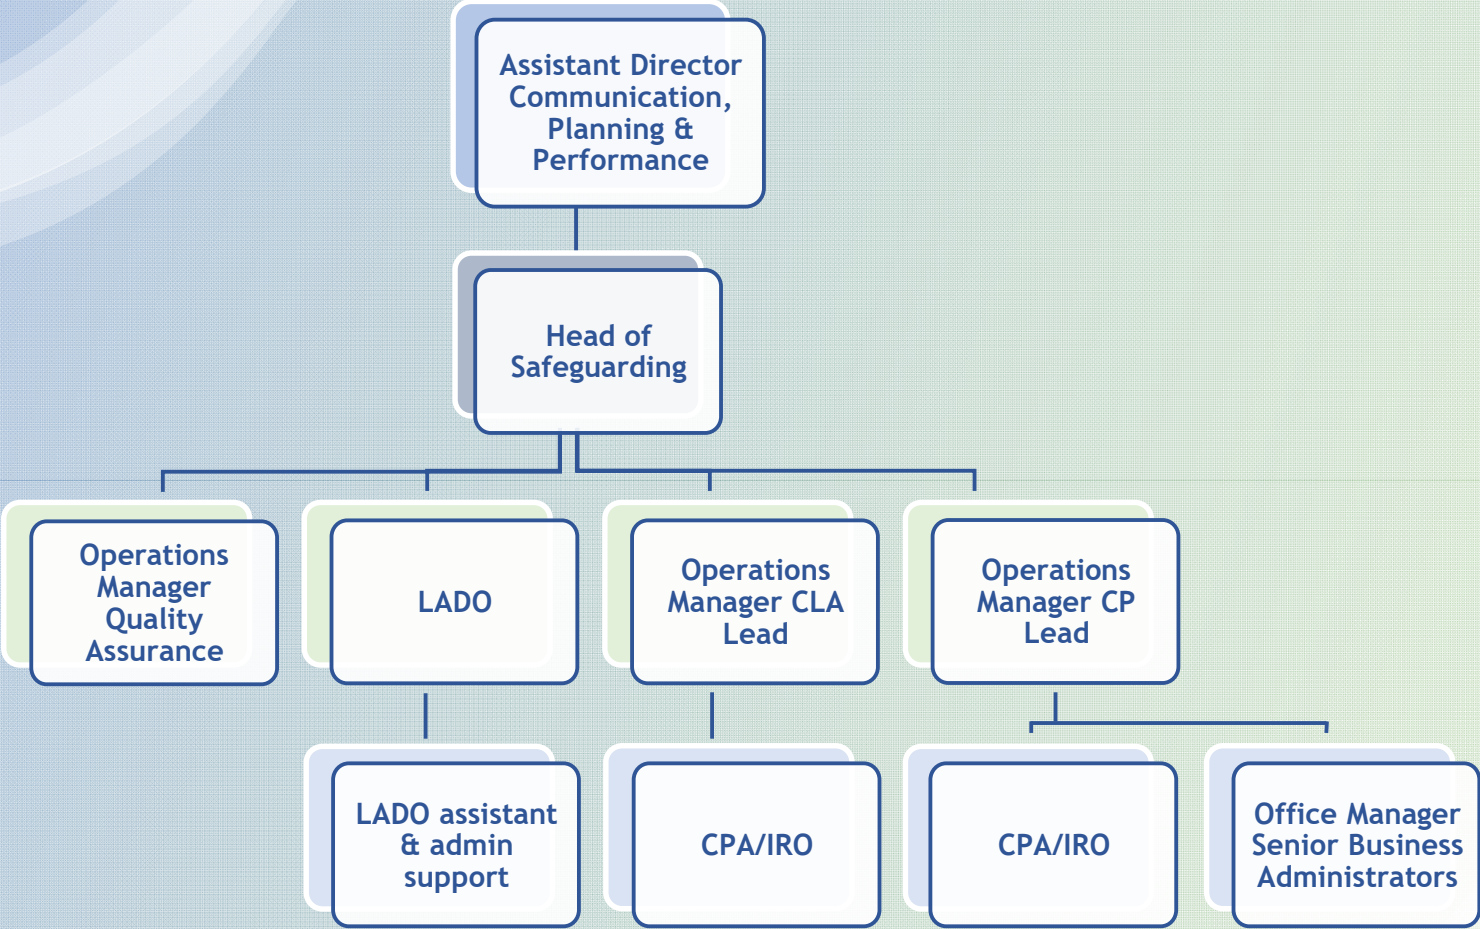 Assistant Director
Communication,
Planning &
Performance
Head of
Safeguarding
Operations
Manager
Quality
Assurance
LADO
Operations
Manager CLA
Lead
Operations
Manager CP
Lead
LADO assistant
& admin
support
CPA/IRO
CPA/IRO
Office Manager
Senior Business
Administrators